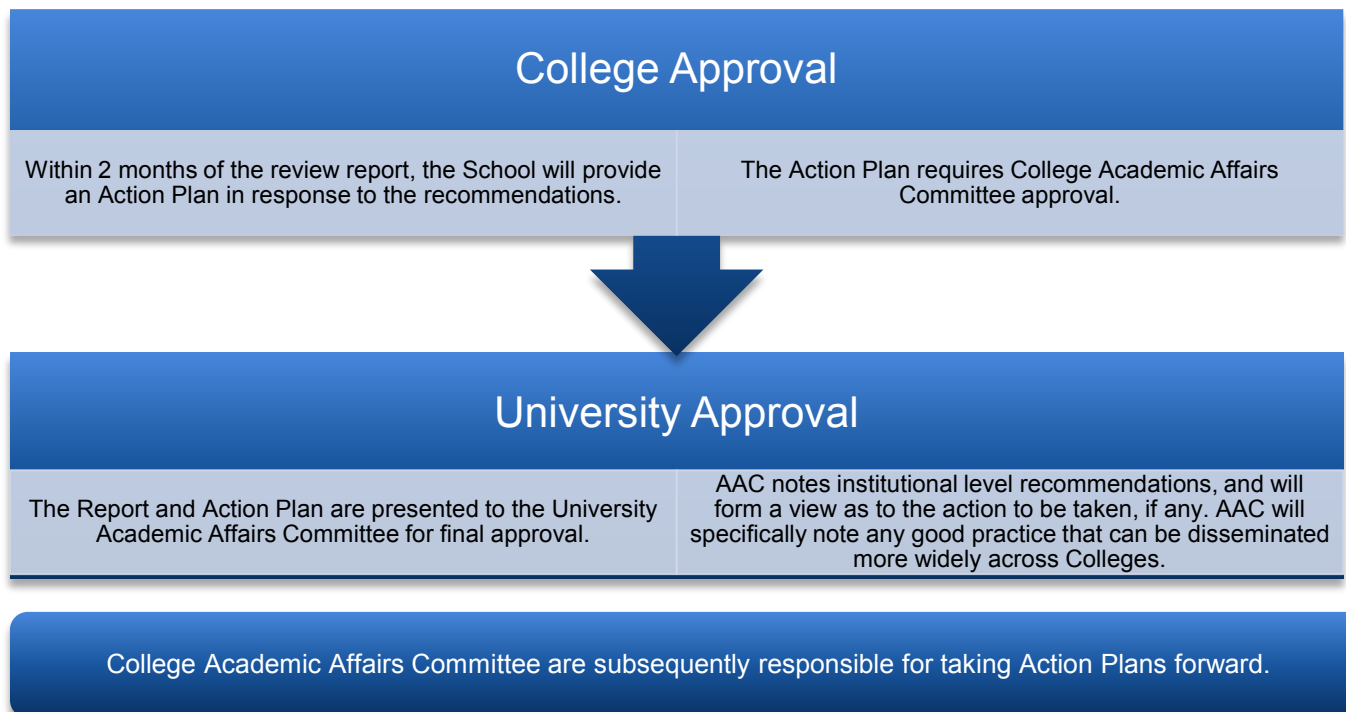 College Approval
Within 2 months of the review report, the School will provide
an Action Plan in response to the recommendations.
The Action Plan requires College Academic Affairs
Committee approval.
University Approval
The Report and Action Plan are presented to the University
Academic Affairs Committee for final approval.
AAC notes institutional level recommendations, and will
form a view as to the action to be taken, if any. AAC will
specifically note any good practice that can be disseminated
more widely across Colleges.
College Academic Affairs Committee are subsequently responsible for taking Action Plans forward.